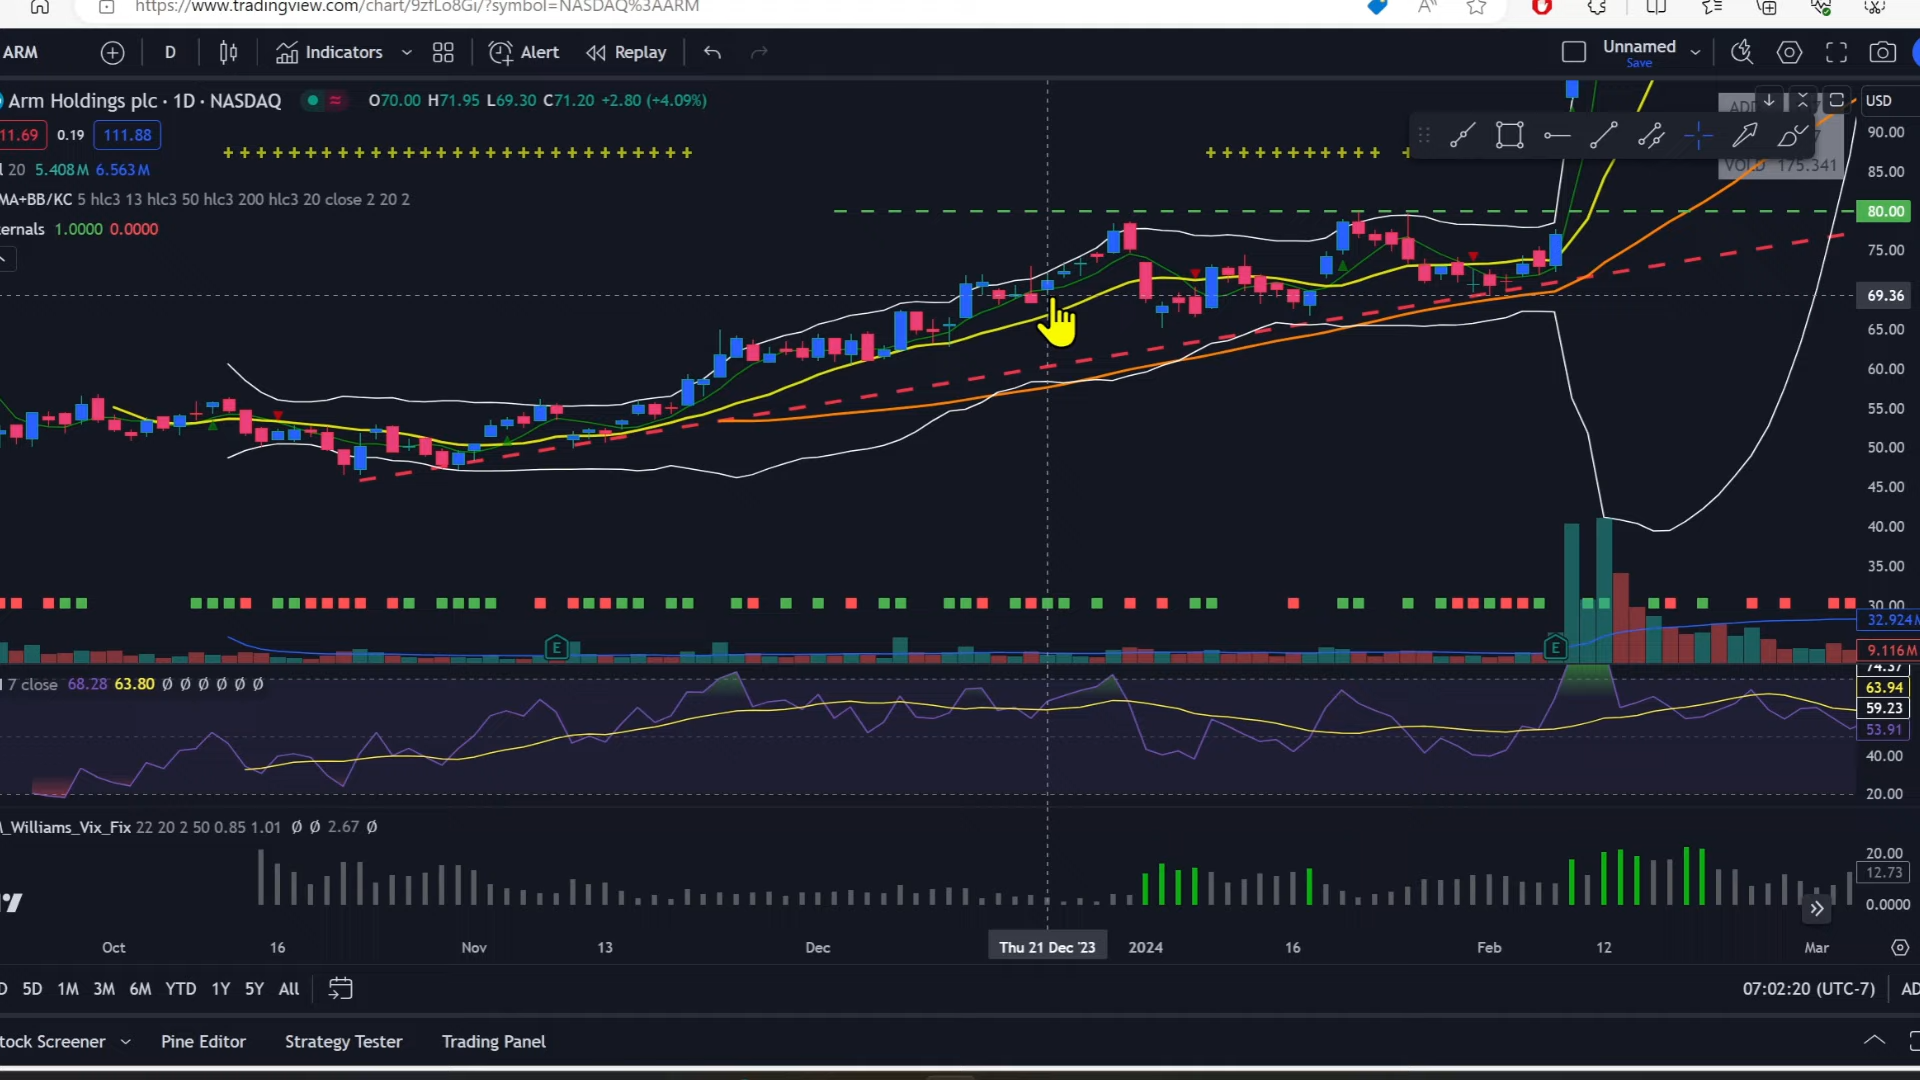 https://www.tradingview.com/chart/9zfLo8Gi/?symbol=NASDAQ%3AARM
ARM D Indicators Alert Replay Unnamed
Save
Arm Holdings plc · 1D · NASDAQ O70.00 H71.95 L69.30 C71.20 +2.80 (+4.09%) USD
11.69 0.19 111.88
20 5.408M 6.563M VOLD 175.341
MA+BB/KC 5 hlc3 13 hlc3 50 hlc3 200 hlc3 20 close 2 20 2
ternals 1.0000 0.0000
90.00
85.00
80.00
75.00
69.36
65.00
60.00
55.00
50.00
45.00
40.00
35.00
30.00
32.924M
E E
9.116M
74.37
7 close 68.28 63.80 Ø Ø Ø Ø Ø Ø
63.94
59.23
53.91
40.00
20.00
_Williams_Vix_Fix 22 20 2 50 0.85 1.01 Ø Ø 2.67 Ø
20.00
12.73
0.0000
Oct 16 Nov 13 Dec Thu 21 Dec '23 2024 16 Feb 12 Mar
D 5D 1M 3M 6M YTD 1Y 5Y All 07:02:20 (UTC-7) AD
tock Screener Pine Editor Strategy Tester Trading Panel